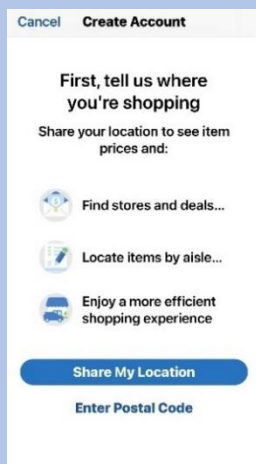 Cancel Create Account
First, tell us where
you're shopping
Share your location to see item
prices and:
Find stores and deals...
Locate items by aisle...
Enjoy a more efficient
shopping experience
Share My Location
Enter Postal Code